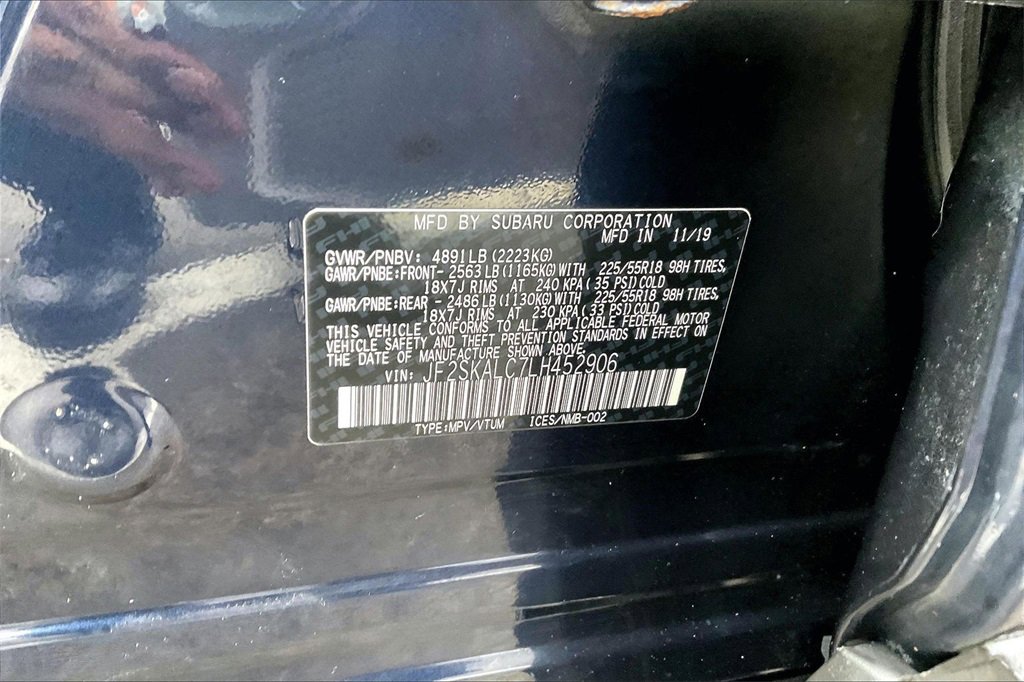 MFD BY SUBARU CORPORATION
MFD IN 11/19
GVWR/PNBV: 4891LB(2223KG)
GAWR/PNBE:FRONT- 2563LB(1165KG)WITH 225/55R18 98H TIRES,
18X7J RIMS AT 240 KPA(35 PSI)COLD
GAWR/PNBE:REAR - 2486LB(1130KG)WITH 225/55R18 98H TIRES,
18X7J RIMS AT 230 KPA(33 PSI)COLD
THIS VEHICLE CONFORMS TO ALL APPLICABLE FEDERAL MOTOR
VEHICLE SAFETY AND THEFT PREVENTION STANDARDS IN EFFECT ON
THE DATE OF MANUFACTURE SHOWN ABOVE.
VIN: JF2SKALC7LH452906
TYPE:MPV/VTUM ICES/NMB-002